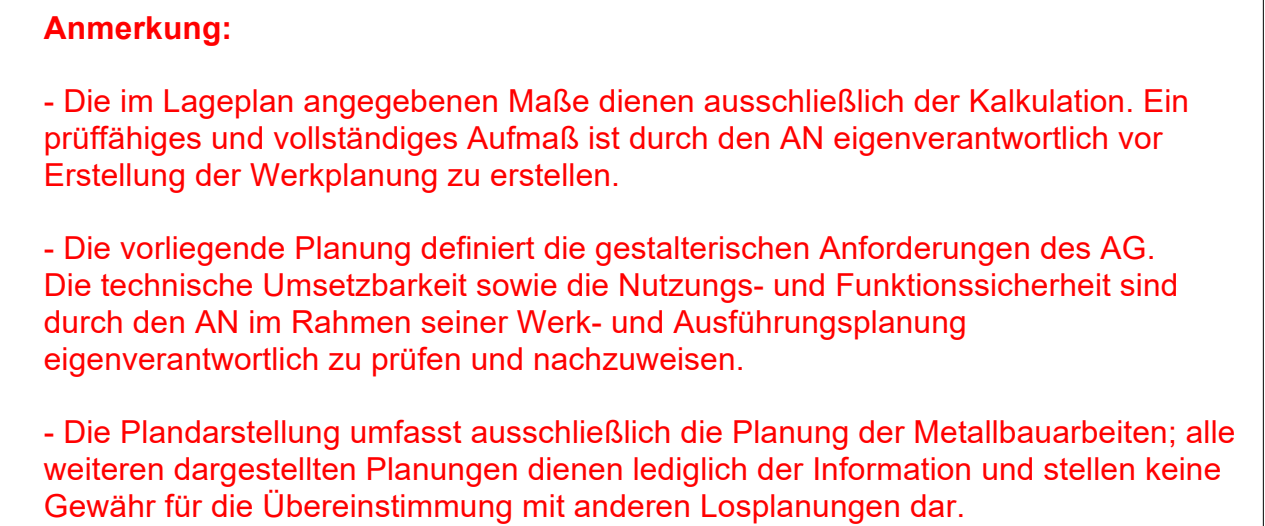 Anmerkung:
- Die im Lageplan angegebenen Maße dienen ausschließlich der Kalkulation. Ein
prüffähiges und vollständiges Aufmaß ist durch den AN eigenverantwortlich vor
Erstellung der Werkplanung zu erstellen.
- Die vorliegende Planung definiert die gestalterischen Anforderungen des AG.
Die technische Umsetzbarkeit sowie die Nutzungs- und Funktionssicherheit sind
durch den AN im Rahmen seiner Werk- und Ausführungsplanung
eigenverantwortlich zu prüfen und nachzuweisen.
- Die Plandarstellung umfasst ausschließlich die Planung der Metallbauarbeiten; alle
weiteren dargestellten Planungen dienen lediglich der Information und stellen keine
Gewähr für die Übereinstimmung mit anderen Losplanungen dar.